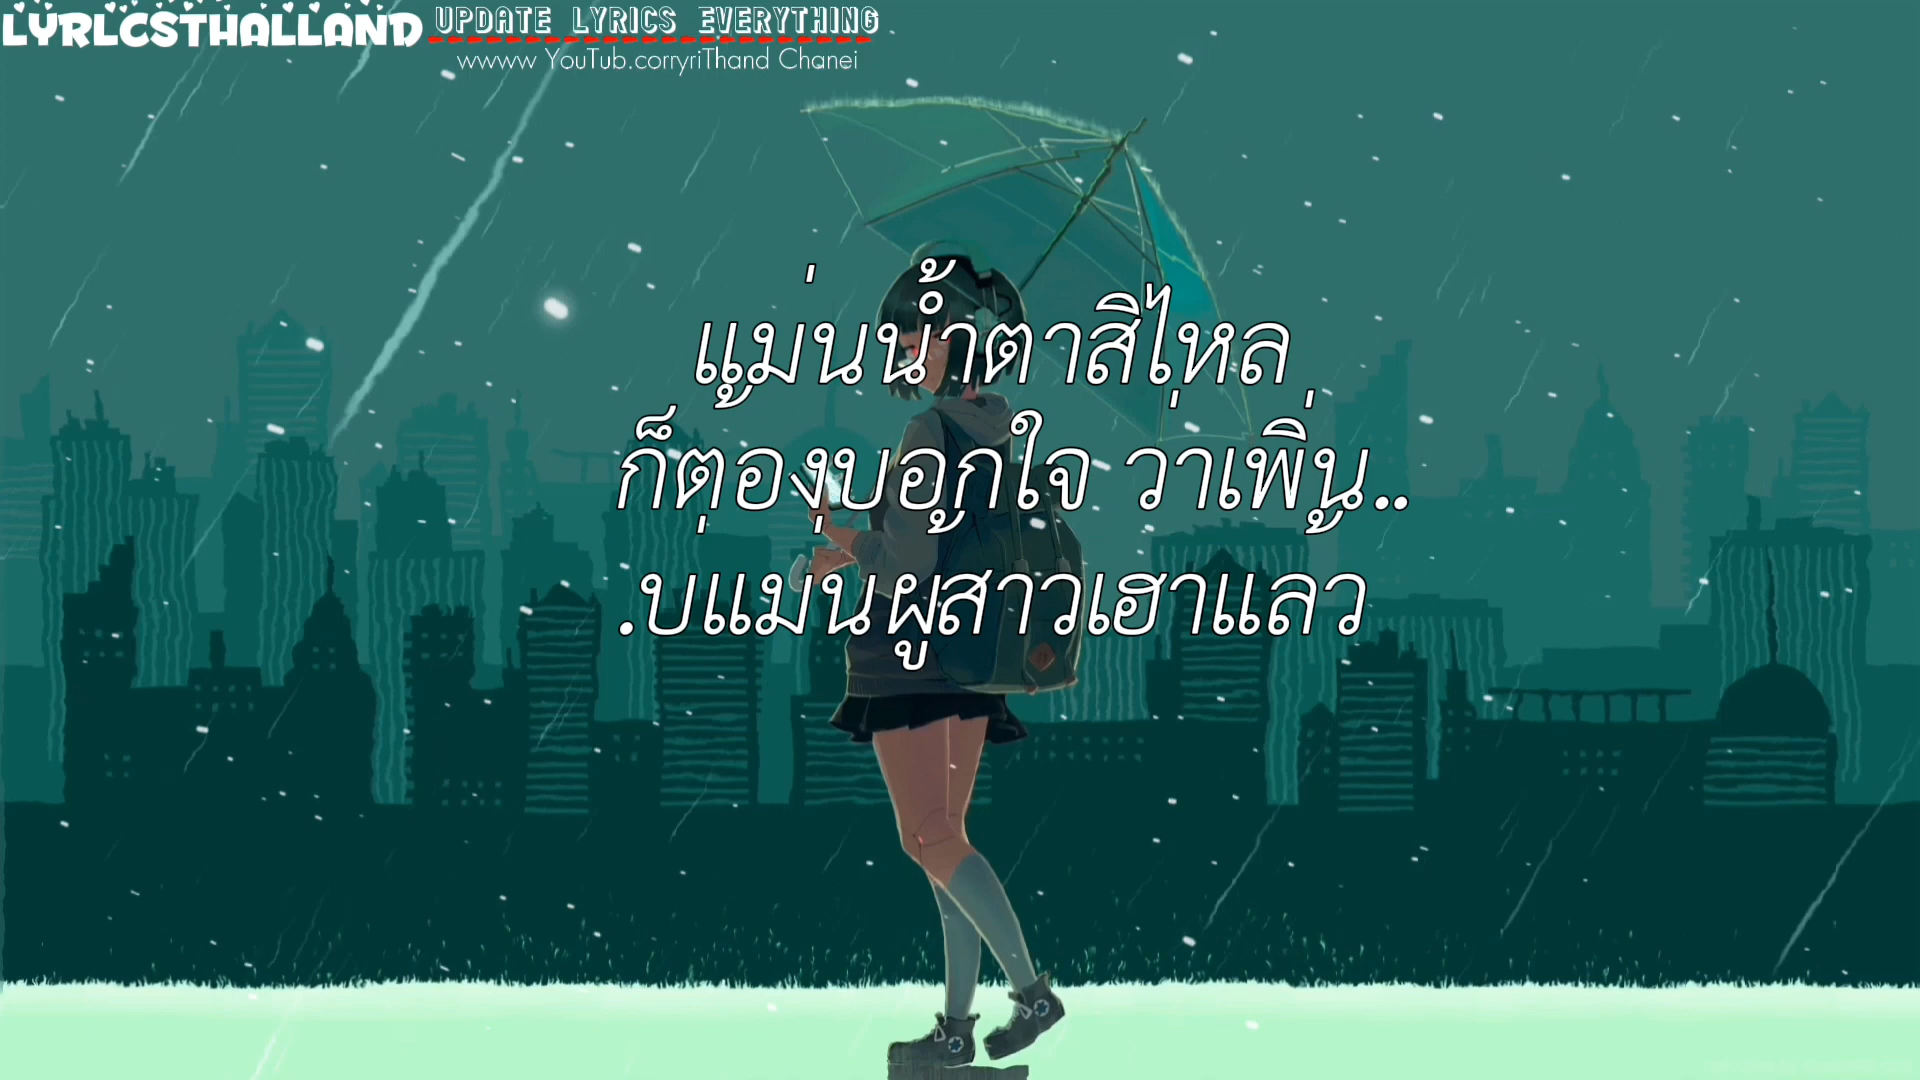 LYRLCSTHALLAND
UPDATE LYRICS EVERYTHING
wwww YouTub.corryriThand Chanei
แม่นน้ำตาสิไหล
ก็ต้องบอกใจ ว่าเพิ่น..
.บ่แม่นผู้สาวเฮาแล้ว